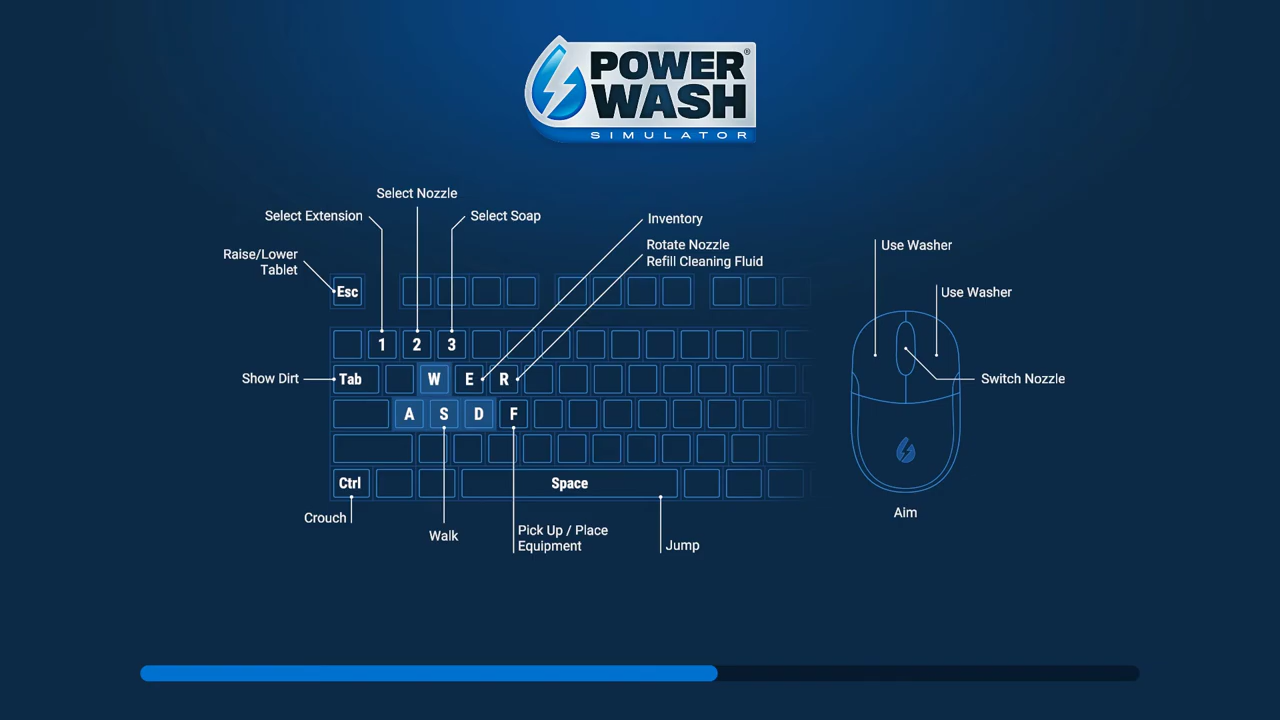 POWER®
WASH
SIMULATOR
Select Nozzle
Select Extension
Select Soap
Inventory
Raise/Lower
Tablet
Rotate Nozzle
Refill Cleaning Fluid
Use Washer
Use Washer
Esc
1 2 3
Show Dirt
Tab W E R
Switch Nozzle
A S D F
Ctrl Space
Crouch
Walk
Pick Up / Place
Equipment
Jump
Aim